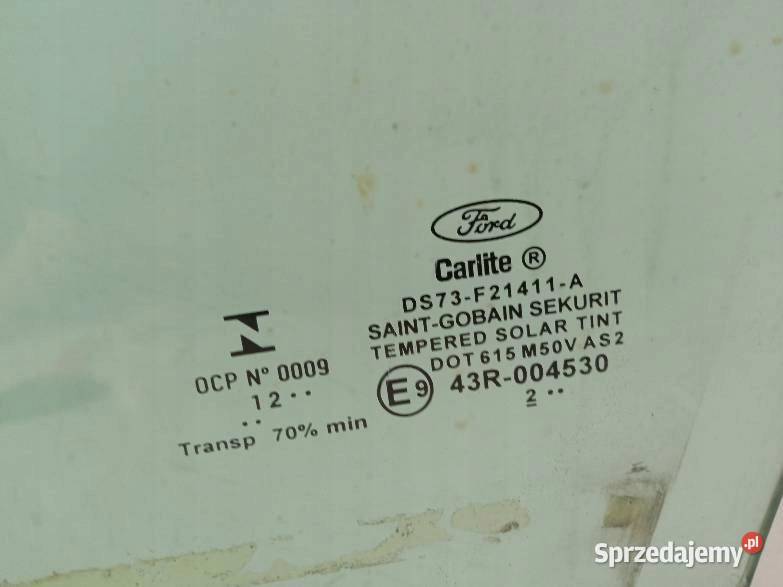 Ford
Carlite ®
DS73-F21411-A
SAINT-GOBAIN SEKURIT
TEMPERED SOLAR TINT
DOT 615 M50V AS2
E9 43R-004530
2 ··
OCP N° 0009
12 ··
··
Transp 70% min
Sprzedajemy.pl